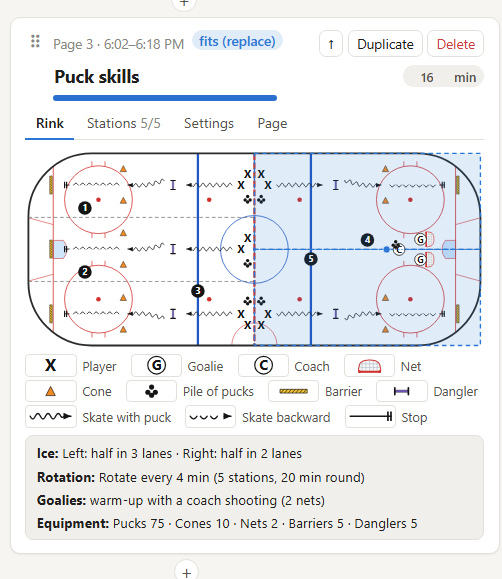 +
Page 3 · 6:02–6:18 PM fits (replace) ↑ Duplicate Delete
Puck skills 16 min
Rink Stations 5/5 Settings Page
X X X X
I I
1 X X
4 G
I X I C
X 5 G
2
3
I X X I
X X
X Player G Goalie C Coach Net
Cone Pile of pucks Barrier Dangler
Skate with puck Skate backward Stop
Ice: Left: half in 3 lanes · Right: half in 2 lanes
Rotation: Rotate every 4 min (5 stations, 20 min round)
Goalies: warm-up with a coach shooting (2 nets)
Equipment: Pucks 75 · Cones 10 · Nets 2 · Barriers 5 · Danglers 5
+